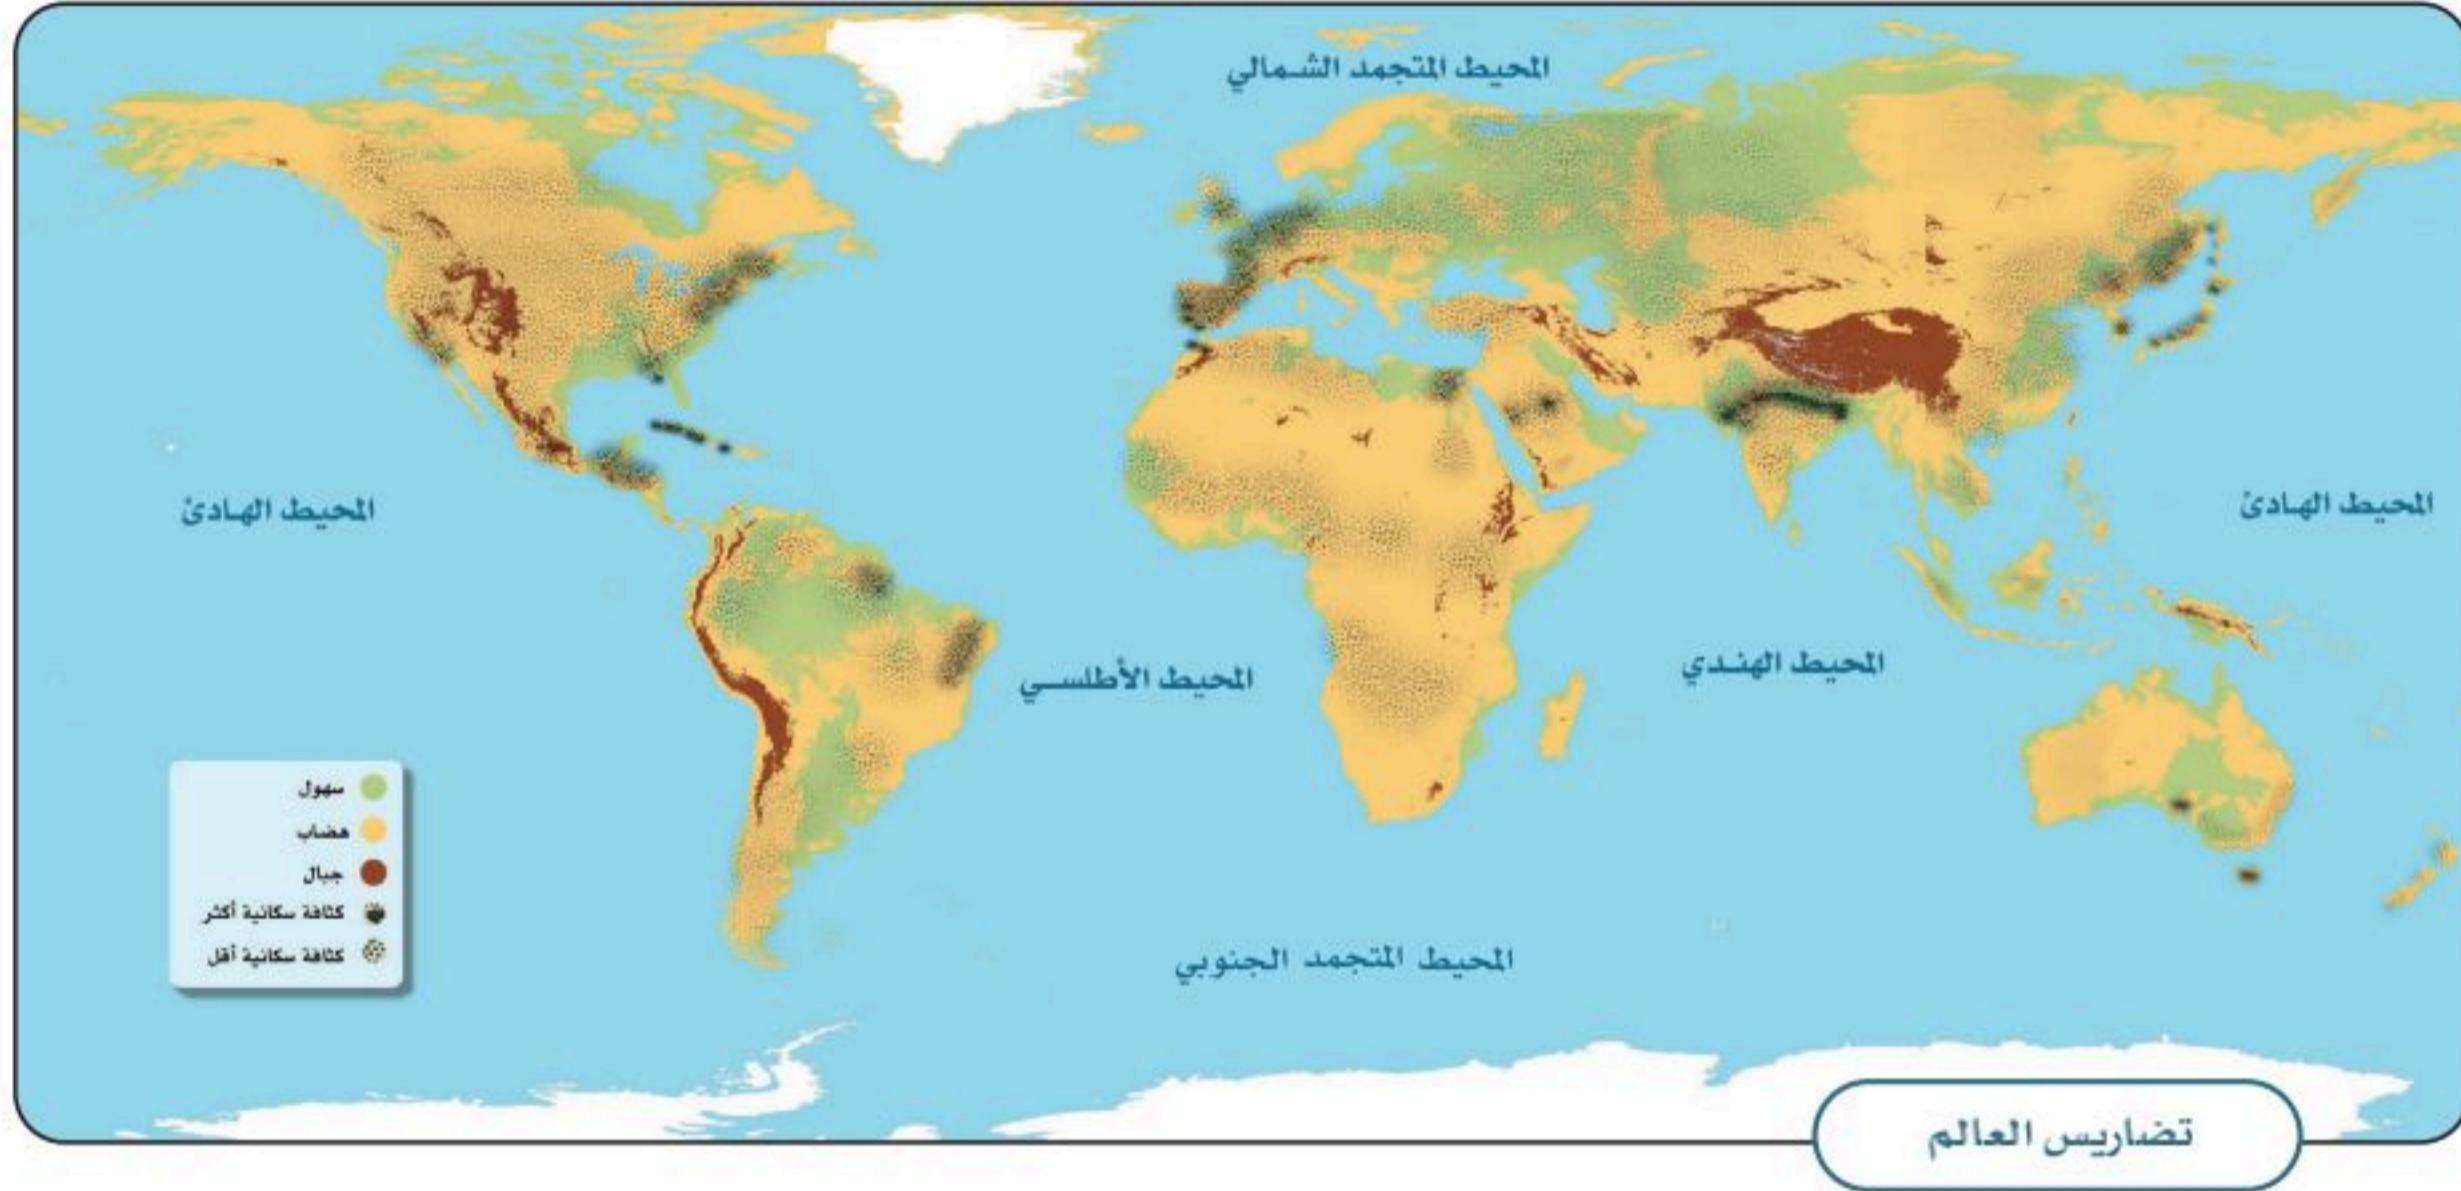 المحيط المتجمد الشمالي
المحيط الهادئ
المحيط الهادئ
المحيط الهندي
المحيط الأطلسي
سهول
هضاب
جبال
كثافة سكانية أكثر
كثافة سكانية أقل
المحيط المتجمد الجنوبي
تضاريس العالم